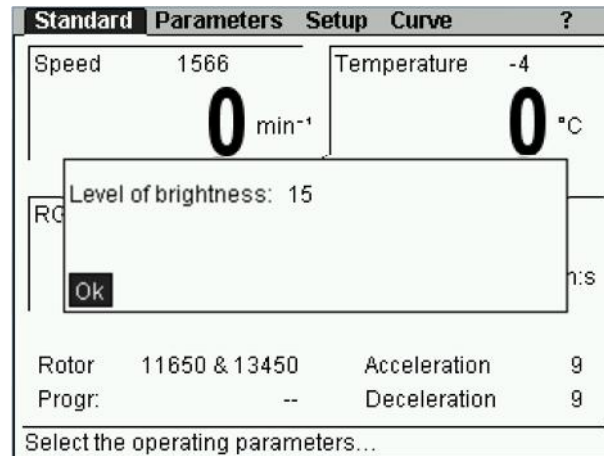 Standard Parameters Setup Curve ?
Speed 1566 Temperature -4
0 min⁻¹ 0 °C
Level of brightness: 15
Ok
Rotor 11650 & 13450 Acceleration 9
Progr: -- Deceleration 9
Select the operating parameters...